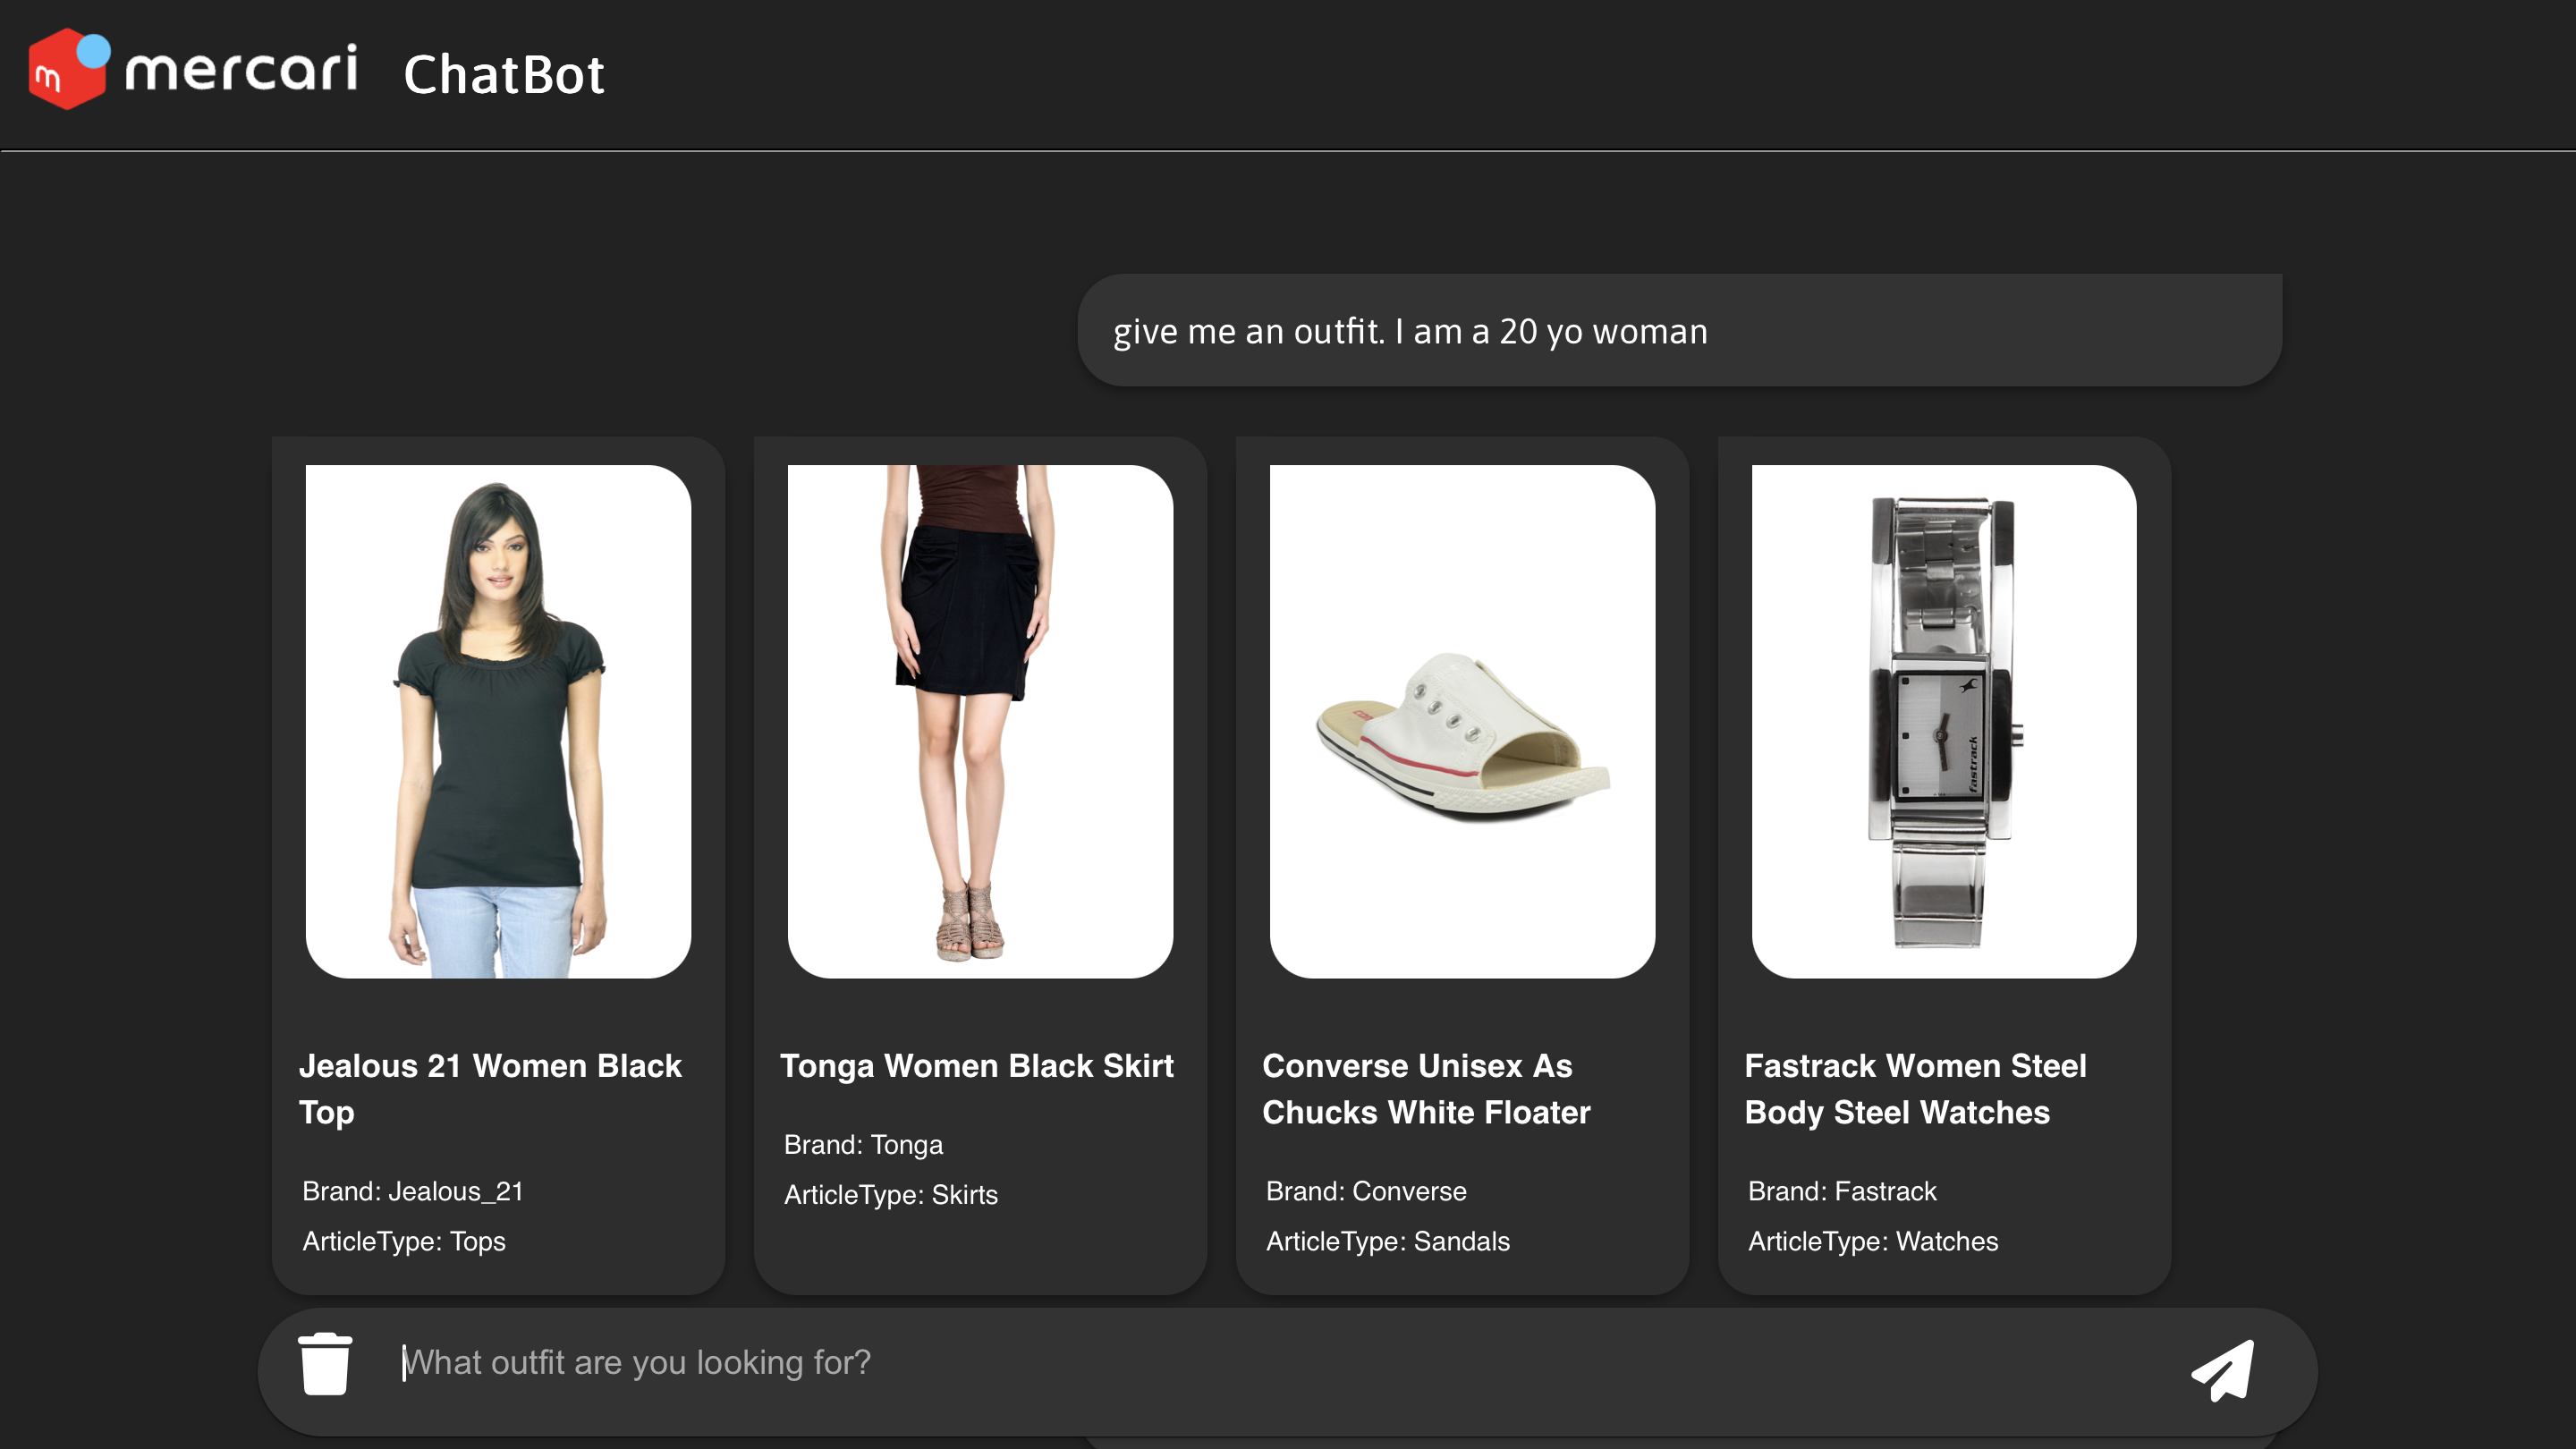 m mercari ChatBot
give me an outfit. I am a 20 yo woman
fastrack
Jealous 21 Women Black
Top
Brand: Jealous_21
ArticleType: Tops
Tonga Women Black Skirt
Brand: Tonga
ArticleType: Skirts
Converse Unisex As
Chucks White Floater
Brand: Converse
ArticleType: Sandals
Fastrack Women Steel
Body Steel Watches
Brand: Fastrack
ArticleType: Watches
What outfit are you looking for?